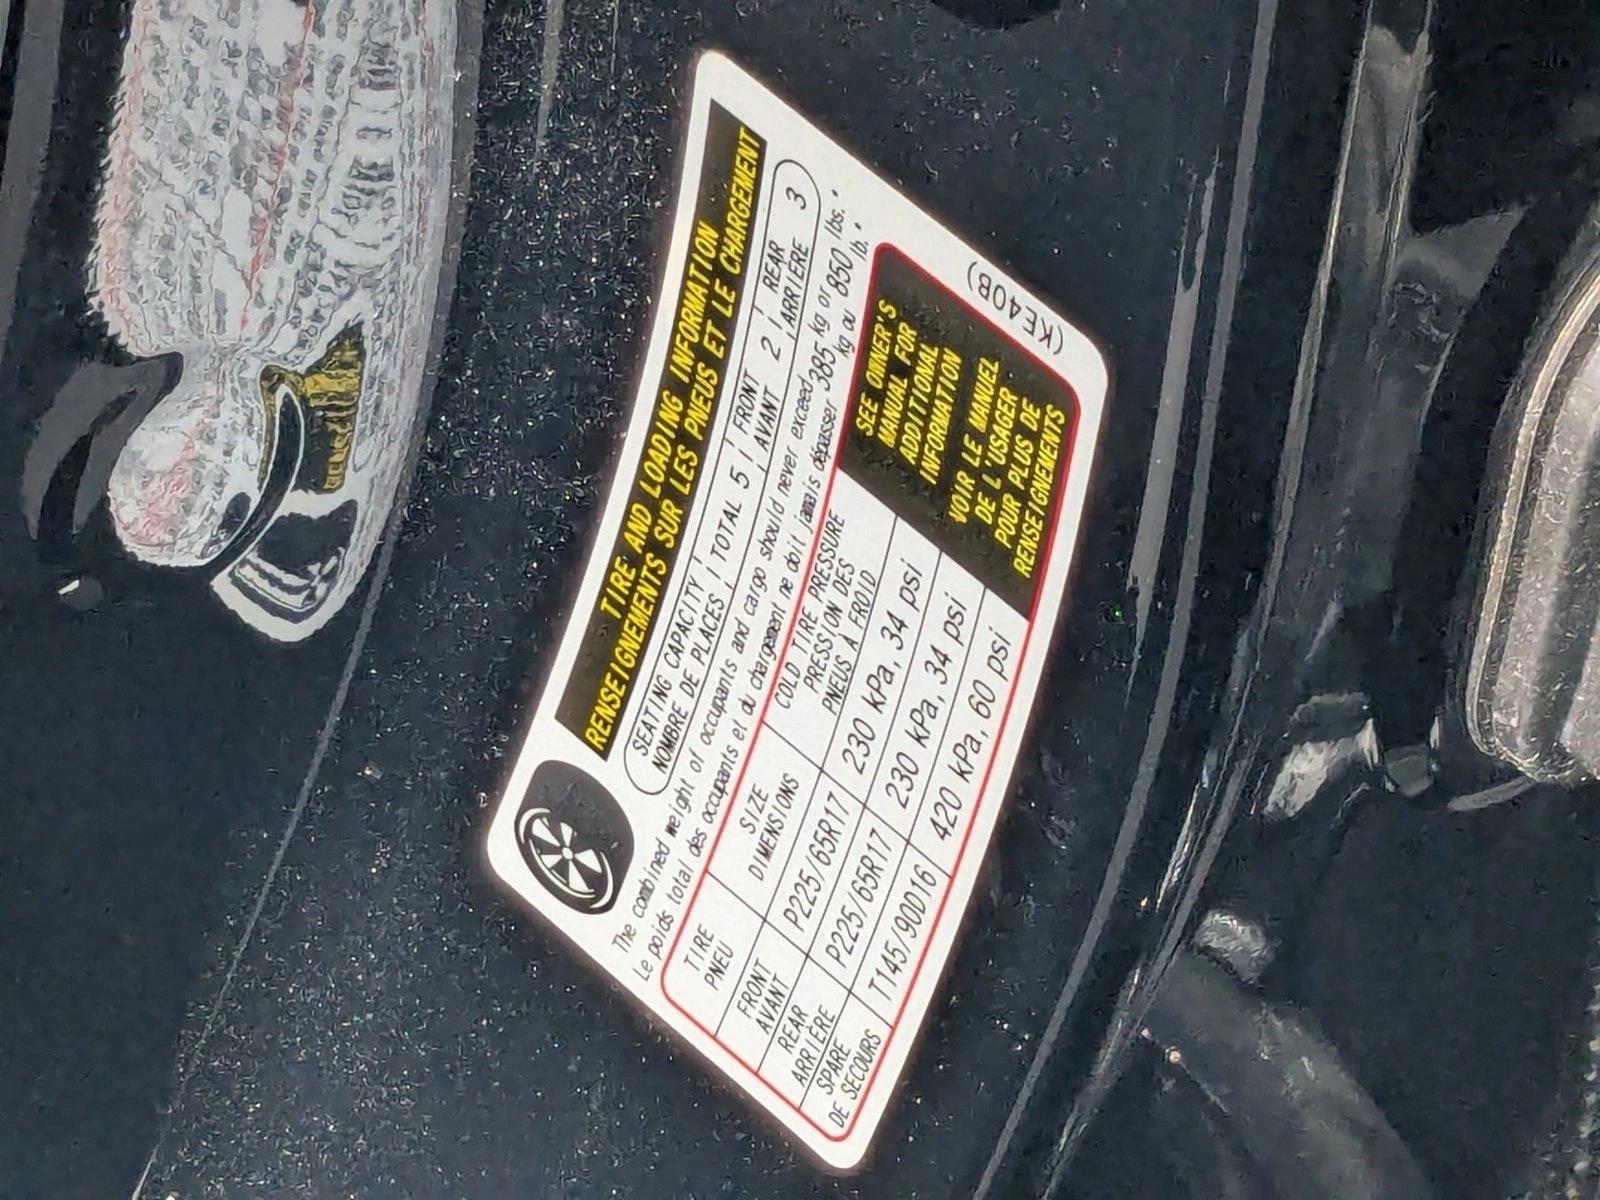 TIRE AND LOADING INFORMATION
RENSEIGNEMENTS SUR LES PNEUS ET LE CHARGEMENT
SEATING CAPACITY TOTAL 5 FRONT 2 REAR 3
NOMBRE DE PLACES AVANT ARRIÈRE
The combined weight of occupants and cargo should never exceed 385 kg or 850 lbs.
Le poids total des occupants et du chargement ne doit jamais dépasser kg ou lb.
TIRE SIZE COLD TIRE PRESSURE
PNEU DIMENSIONS PRESSION DES
PNEUS À FROID
FRONT P225/65R17 230 kPa, 34 psi
AVANT
REAR P225/65R17 230 kPa, 34 psi
ARRIÈRE
SPARE T145/90D16 420 kPa, 60 psi
DE SECOURS
SEE OWNER'S
MANUAL FOR
ADDITIONAL
INFORMATION
VOIR LE MANUEL
DE L'USAGER
POUR PLUS DE
RENSEIGNEMENTS
(KE40B)